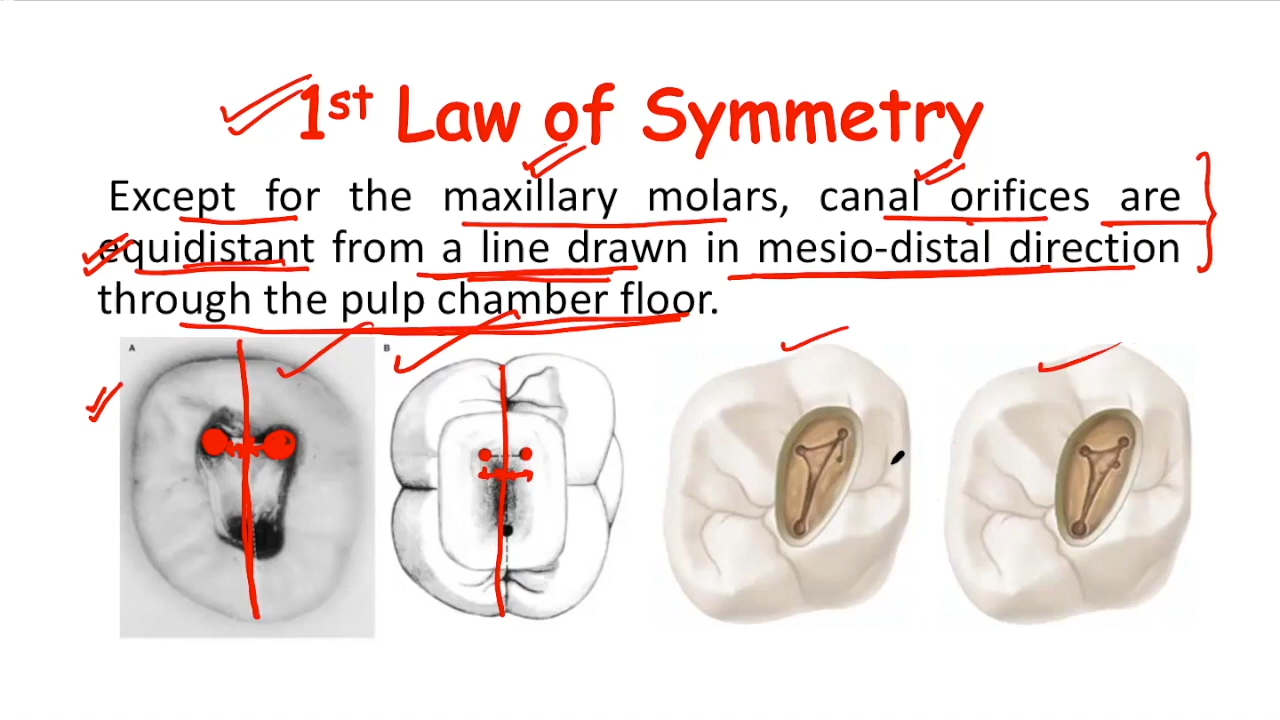 1st Law of Symmetry
Except for the maxillary molars, canal orifices are
equidistant from a line drawn in mesio-distal direction
through the pulp chamber floor.
A B